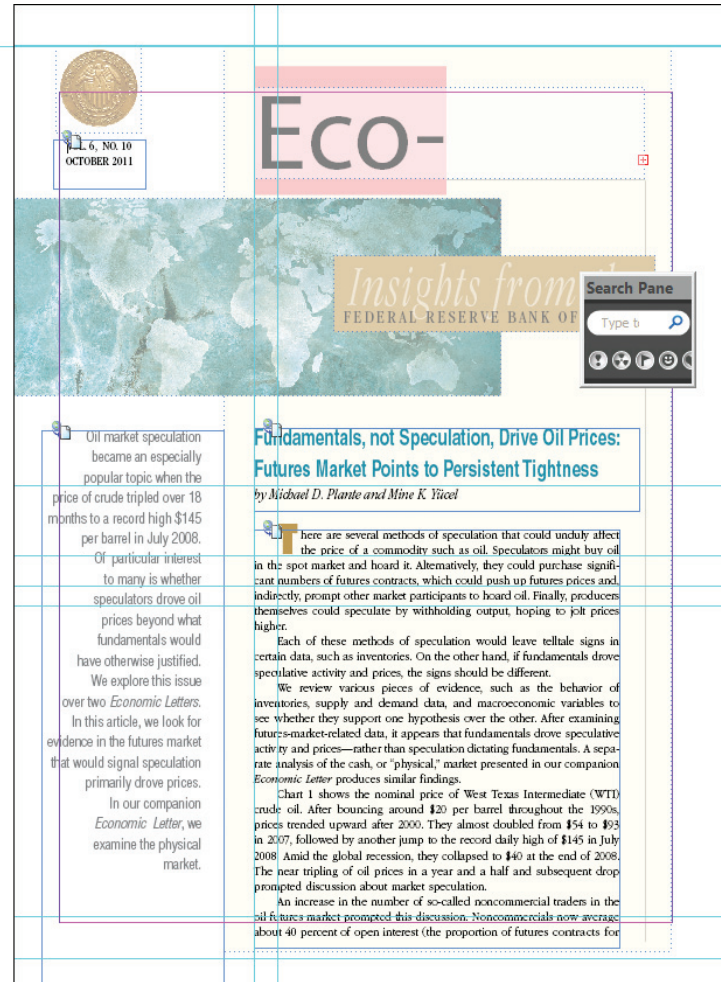 Eco-
6, NO. 10
OCTOBER 2011
Insights from
FEDERAL RESERVE BANK OF
Search Pane
Type t
Oil market speculation
became an especially
popular topic when the
price of crude tripled over 18
months to a record high $145
per barrel in July 2008.
Of particular interest
to many is whether
speculators drove oil
prices beyond what
fundamentals would
have otherwise justified.
We explore this issue
over two Economic Letters.
In this article, we look for
evidence in the futures market
that would signal speculation
primarily drove prices.
In our companion
Economic Letter, we
examine the physical
market.
Fundamentals, not Speculation, Drive Oil Prices:
Futures Market Points to Persistent Tightness
by Michael D. Plante and Mine K. Yücel
There are several methods of speculation that could unduly affect
the price of a commodity such as oil. Speculators might buy oil
in the spot market and hoard it. Alternatively, they could purchase signifi-
cant numbers of futures contracts, which could push up futures prices and,
indirectly, prompt other market participants to hoard oil. Finally, producers
themselves could speculate by withholding output, hoping to jolt prices
higher.
Each of these methods of speculation would leave telltale signs in
certain data, such as inventories. On the other hand, if fundamentals drove
speculative activity and prices, the signs should be different.
We review various pieces of evidence, such as the behavior of
inventories, supply and demand data, and macroeconomic variables to
see whether they support one hypothesis over the other. After examining
futures-market-related data, it appears that fundamentals drove speculative
activity and prices—rather than speculation dictating fundamentals. A sepa-
rate analysis of the cash, or “physical,” market presented in our companion
Economic Letter produces similar findings.
Chart 1 shows the nominal price of West Texas Intermediate (WTI)
crude oil. After bouncing around $20 per barrel throughout the 1990s,
prices trended upward after 2000. They almost doubled from $54 to $93
in 2007, followed by another jump to the record daily high of $145 in July
2008. Amid the global recession, they collapsed to $40 at the end of 2008.
The near tripling of oil prices in a year and a half and subsequent drop
prompted discussion about market speculation.
An increase in the number of so-called noncommercial traders in the
oil futures market prompted this discussion. Noncommercials now average
about 40 percent of open interest (the proportion of futures contracts for